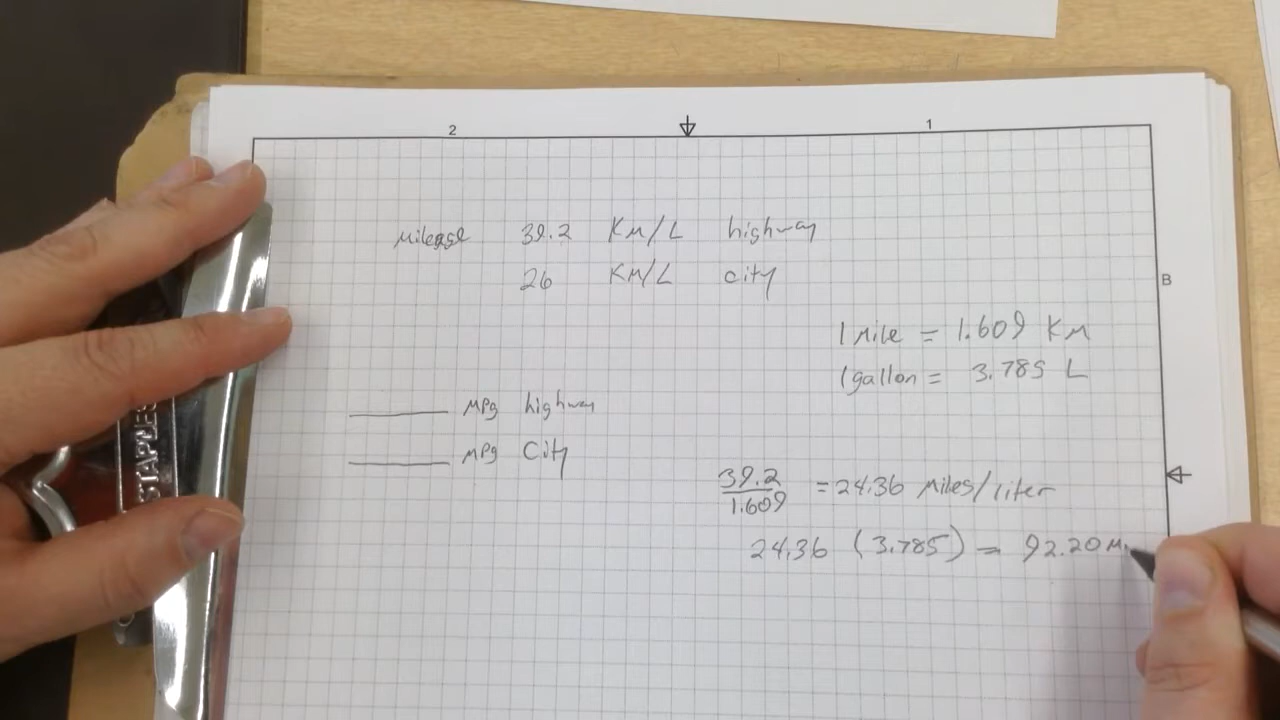 2 1
Mileage 39.2 KM/L highway
26 KM/L city
B
1 Mile = 1.609 KM
1 gallon = 3.785 L
MPg highway
MPg City
39.2
1.609
= 24.36 Miles/liter
24.36 (3.785) = 92.20 M
STAPLES